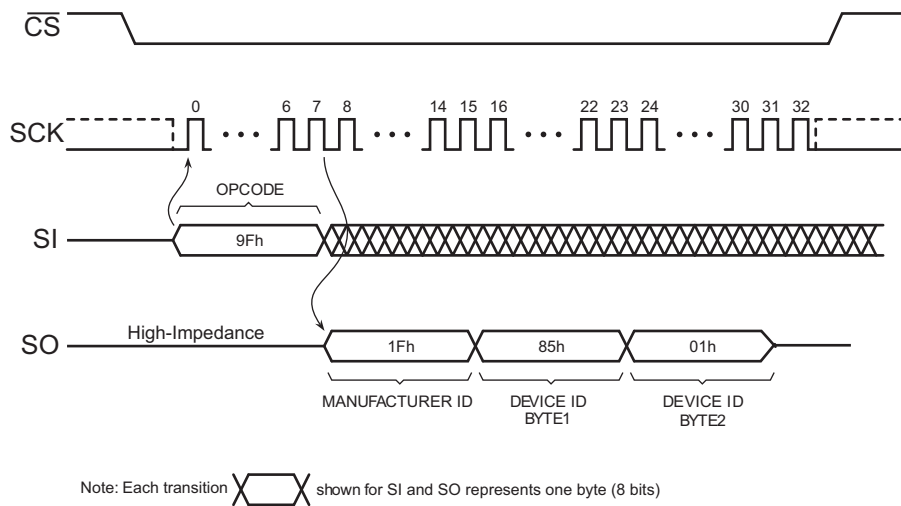 CS
0 6 7 8 14 15 16 22 23 24 30 31 32
SCK
OPCODE
SI 9Fh
High-Impedance
SO 1Fh 85h 01h
MANUFACTURER ID DEVICE ID DEVICE ID
BYTE1 BYTE2
Note: Each transition shown for SI and SO represents one byte (8 bits)